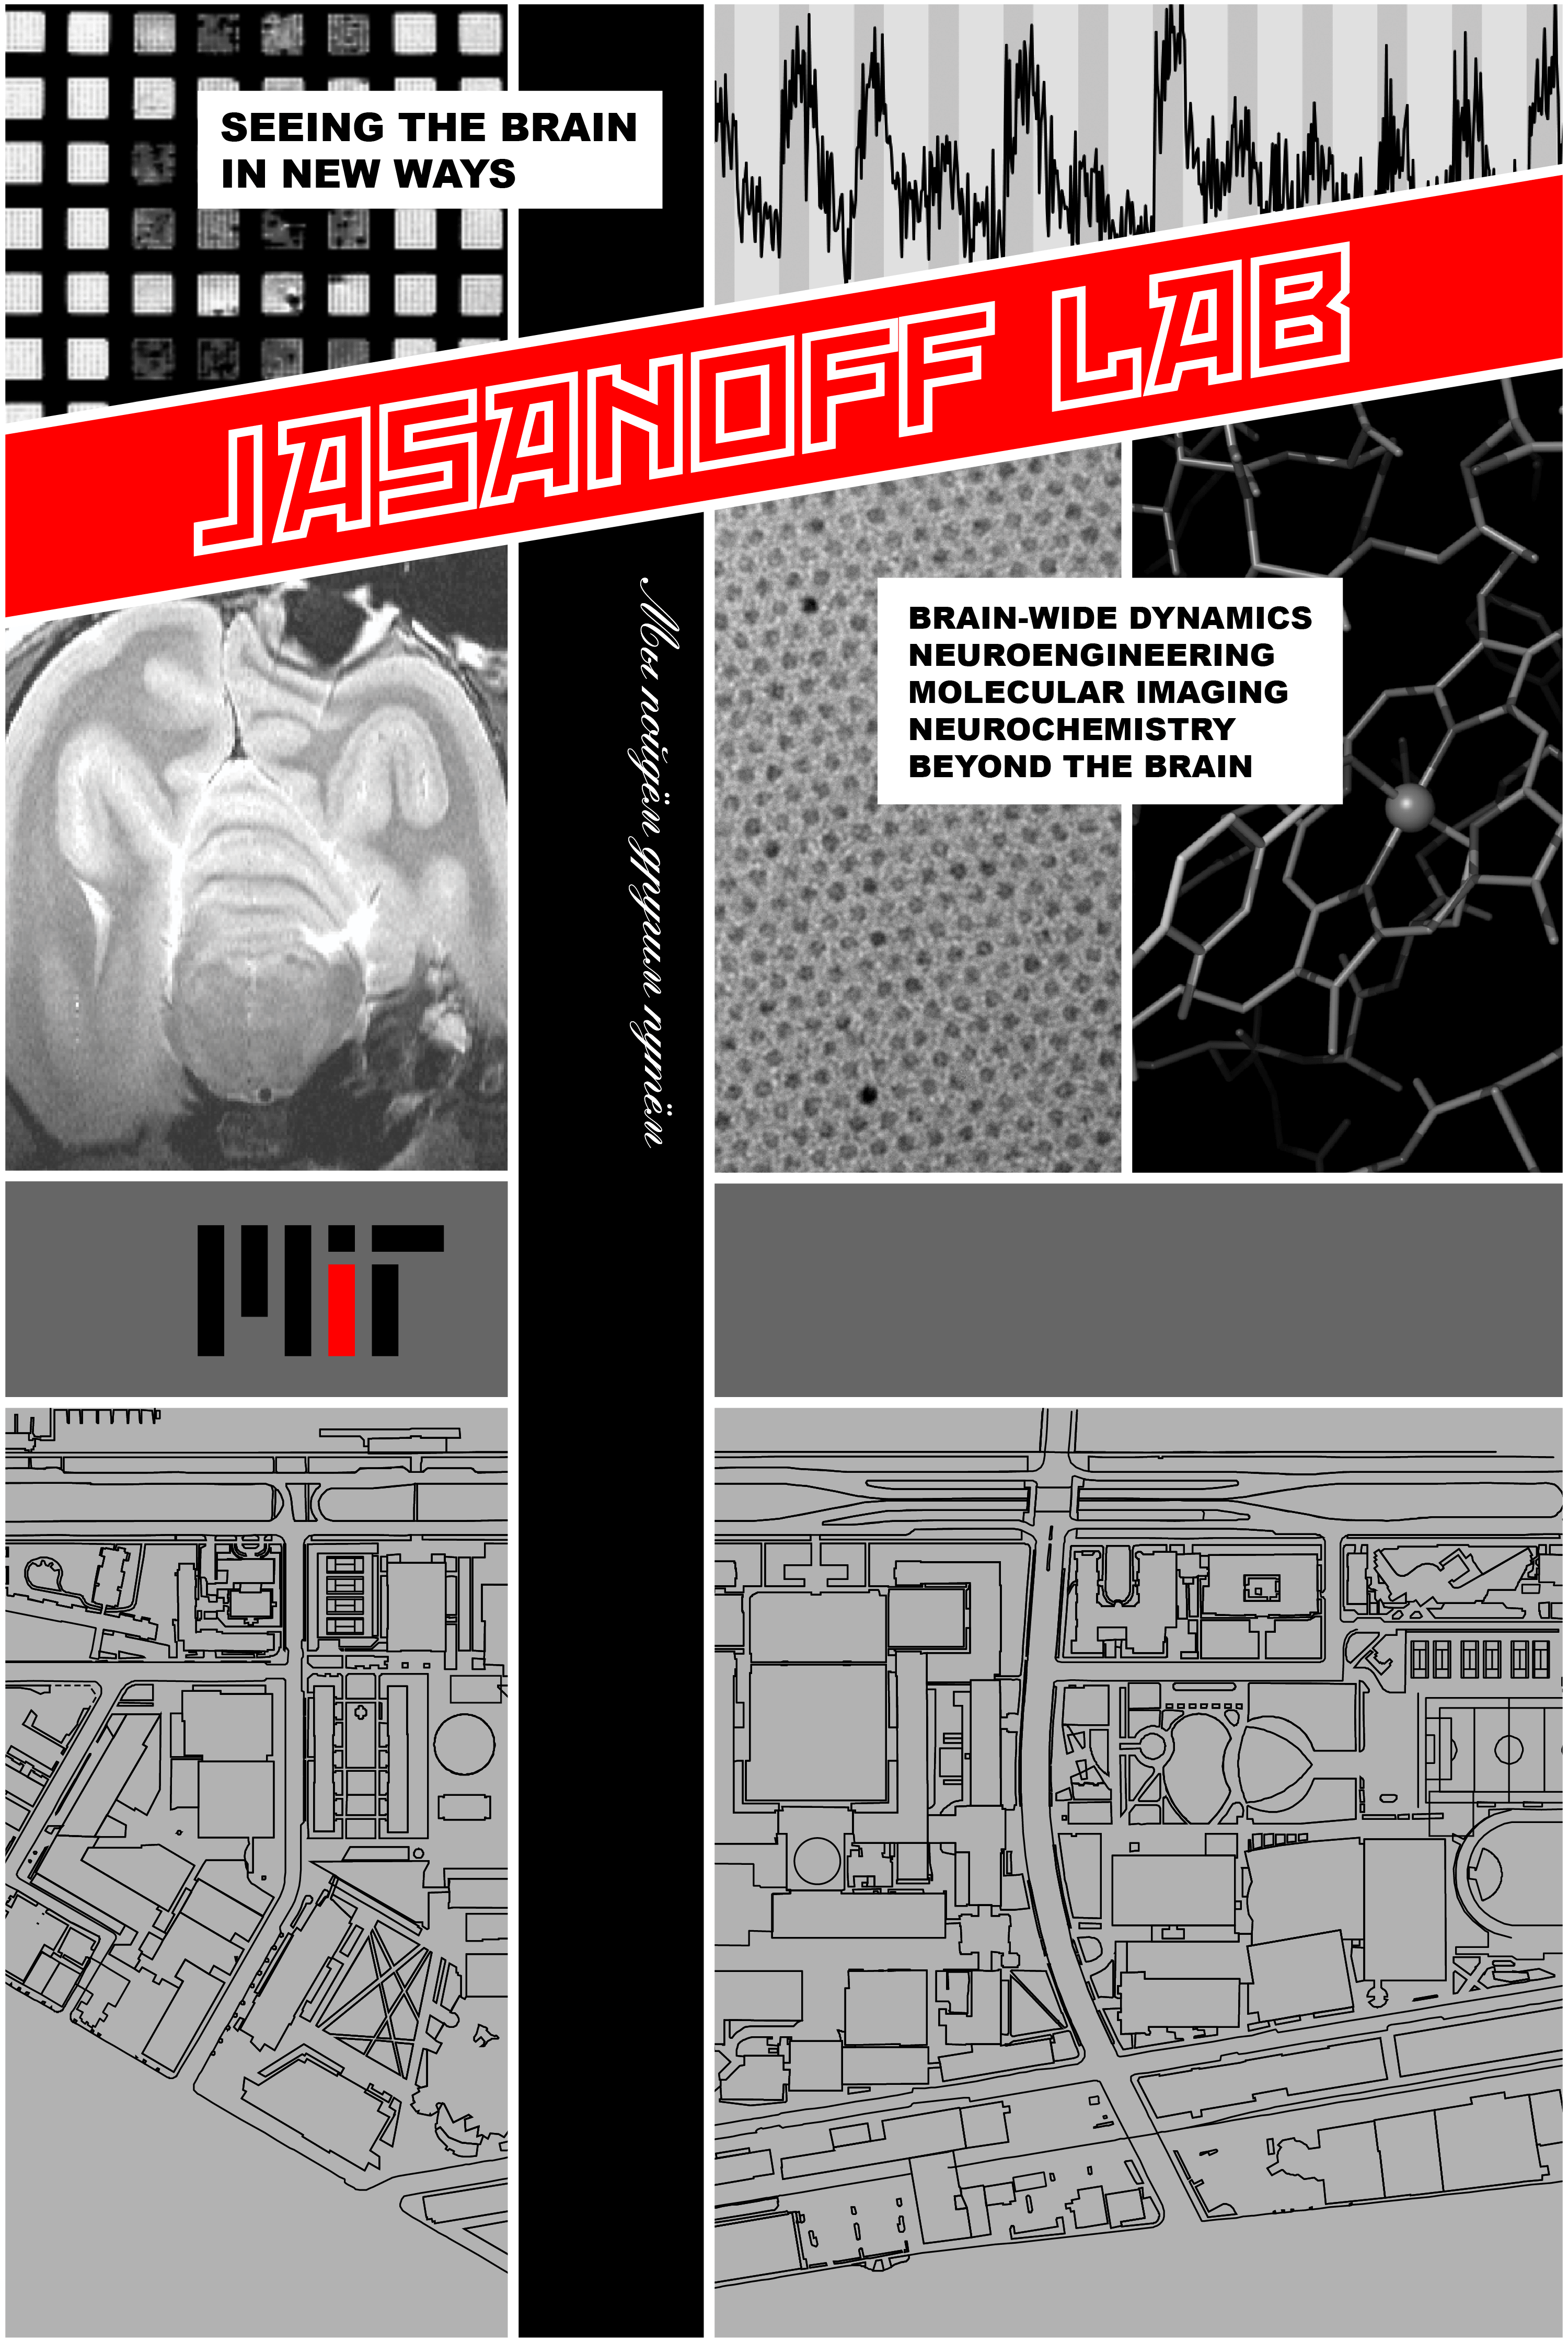 SEEING THE BRAIN
IN NEW WAYS
JASANOFF LAB
Мы пойдём другим путём
BRAIN-WIDE DYNAMICS
NEUROENGINEERING
MOLECULAR IMAGING
NEUROCHEMISTRY
BEYOND THE BRAIN
MIT